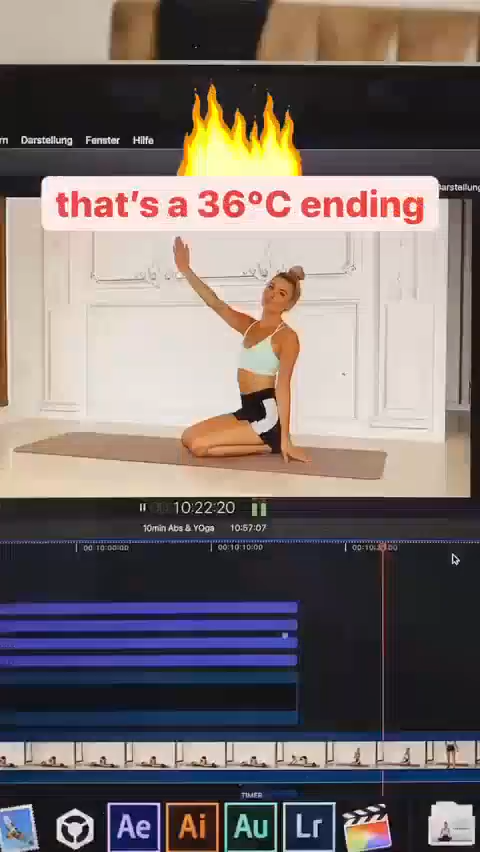 Darstellung Fenster Hilfe
that's a 36°C ending
10:22:20
10min Abs & YOga 10:57:07
00:10:00:00 00:10:10:00
TIMER
Ae Ai Au Lr